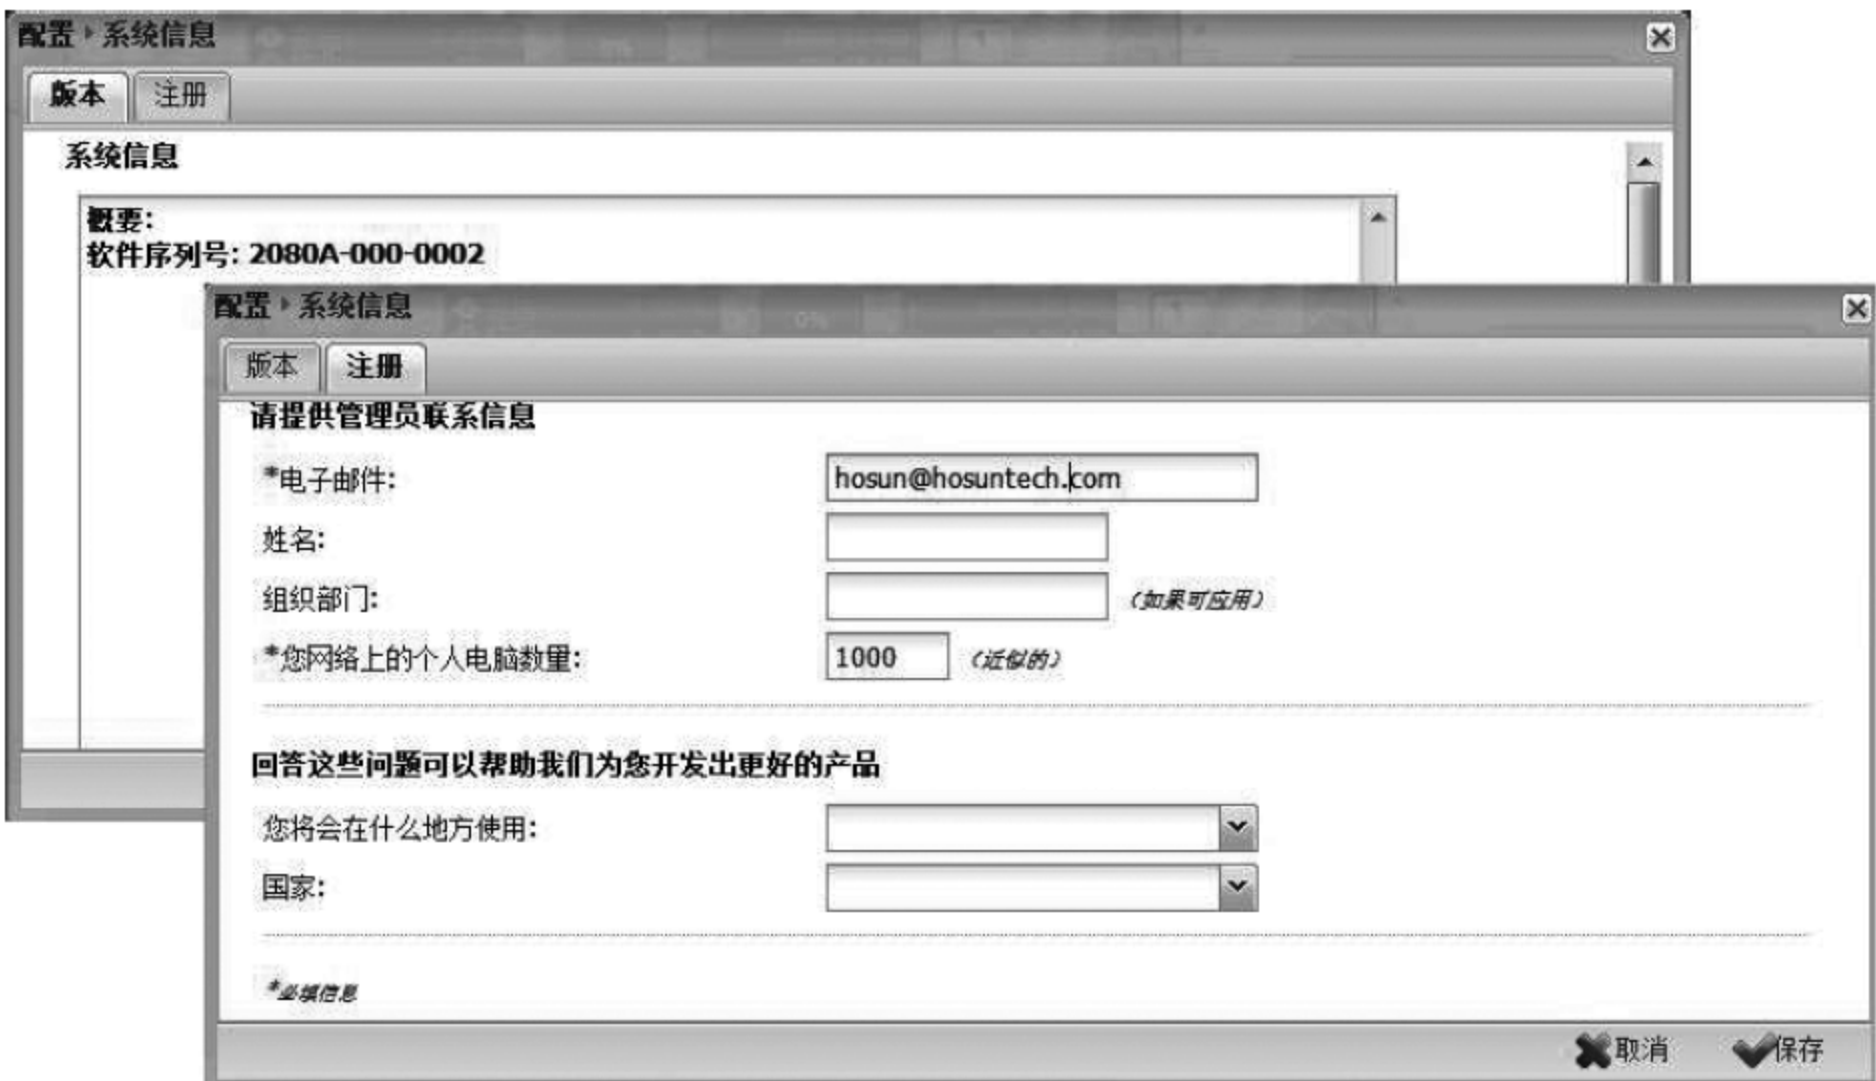 配置 系统信息
版本 注册
系统信息
概要:
软件序列号: 2080A-000-0002
配置 系统信息
0%
版本 注册
请提供管理员联系信息
*电子邮件: hosun@hosuntech.com
姓名:
组织部门: (如果可应用)
*您网络上的个人电脑数量: 1000 (近似的)
回答这些问题可以帮助我们为您开发出更好的产品
您将会在什么地方使用:
国家:
*必填信息
取消 保存